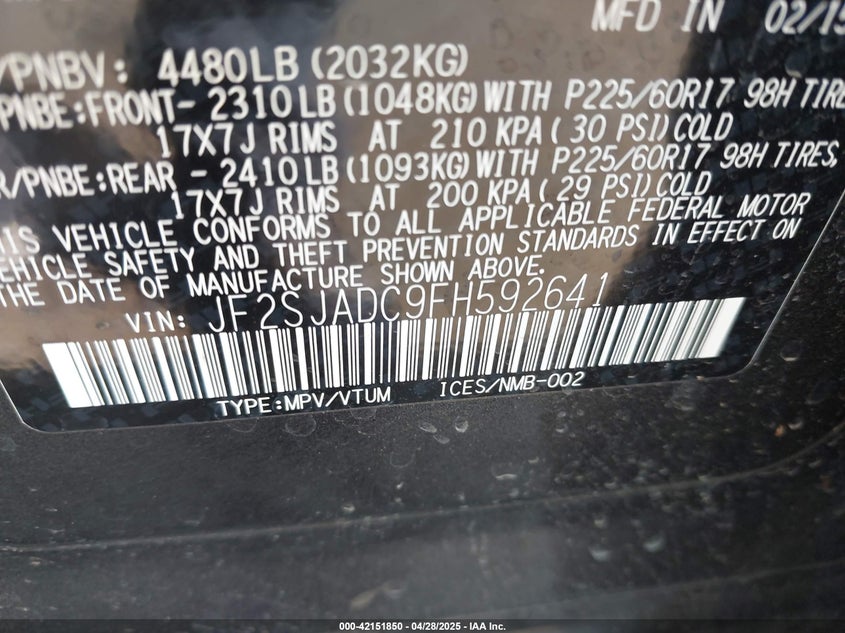 MFD IN 02/15
/PNBV: 4480LB (2032KG)
PNBE:FRONT- 2310LB (1048KG) WITH P225/60R17 98H TIRE
17X7J RIMS AT 210 KPA ( 30 PSI) COLD
R/PNBE:REAR - 2410LB (1093KG) WITH P225/60R17 98H TIRES,
17X7J RIMS AT 200 KPA ( 29 PSI) COLD
HIS VEHICLE CONFORMS TO ALL APPLICABLE FEDERAL MOTOR
EHICLE SAFETY AND THEFT PREVENTION STANDARDS IN EFFECT ON
THE DATE OF MANUFACTURE SHOWN ABOVE.
VIN: JF2SJADC9FH592641
TYPE:MPV/VTUM ICES/NMB-002
000-42151850 | 04/28/2025 - IAA Inc.